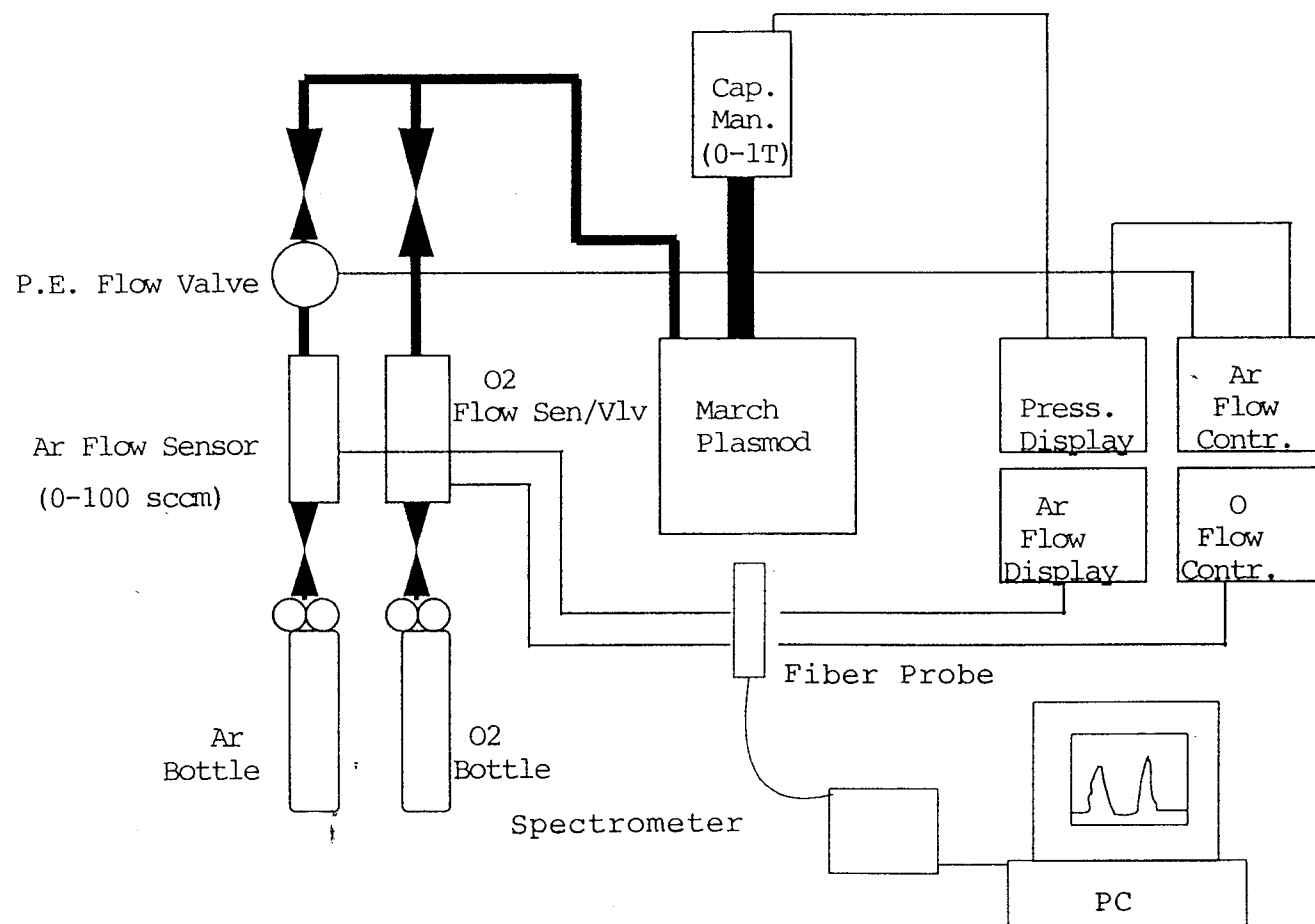 Cap.
Man.
(0-1T)
P.E. Flow Valve
O2
Flow Sen/Vlv
Ar Flow Sensor
(0-100 sccm)
March
Plasmod
Press.
Display
Ar
Flow
Contr.
Ar
Flow
Display
O
Flow
Contr.
Fiber Probe
Ar
Bottle
O2
Bottle
Spectrometer
PC